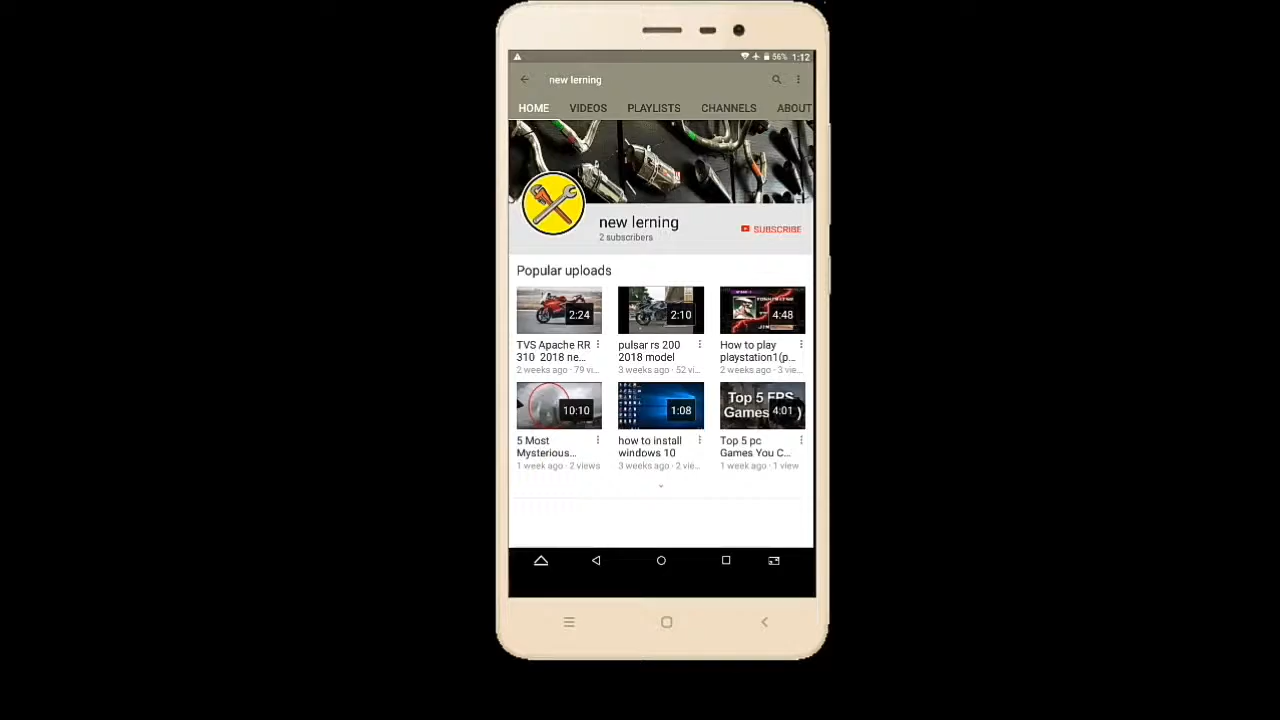 56% 1:12
new lerning
HOME VIDEOS PLAYLISTS CHANNELS ABOUT
new lerning
2 subscribers
SUBSCRIBE
Popular uploads
2:24
TVS Apache RR
310 2018 ne...
2 weeks ago · 79 vi...
2:10
pulsar rs 200
2018 model
3 weeks ago · 52 vi...
4:48
How to play
playstation1(p...
2 weeks ago · 3 vie...
10:10
5 Most
Mysterious...
1 week ago · 2 views
1:08
how to install
windows 10
3 weeks ago · 2 vie...
Top 5 FPS
Games
4:01
Top 5 pc
Games You C...
1 week ago · 1 view